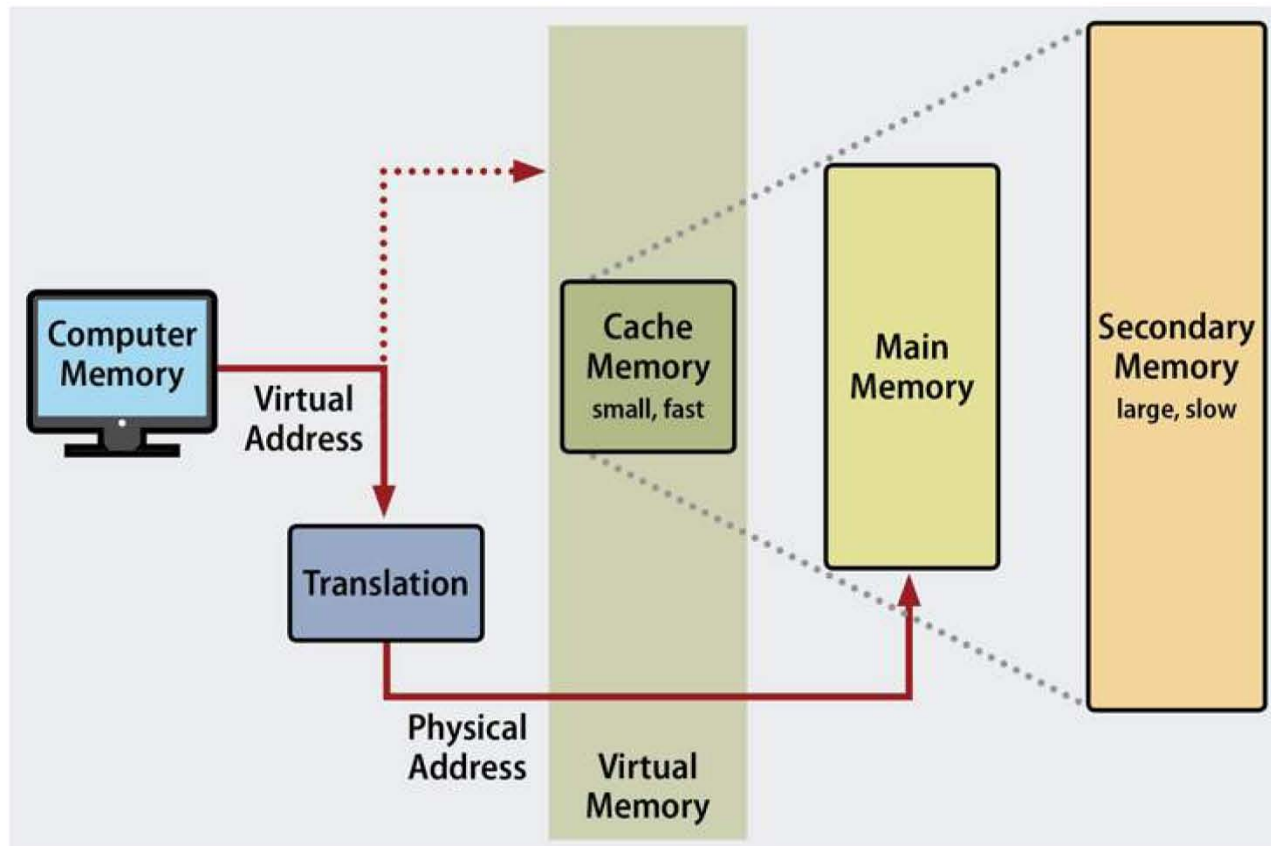 Computer
Memory
Virtual
Address
Translation
Physical
Address
Cache
Memory
small, fast
Virtual
Memory
Main
Memory
Secondary
Memory
large, slow